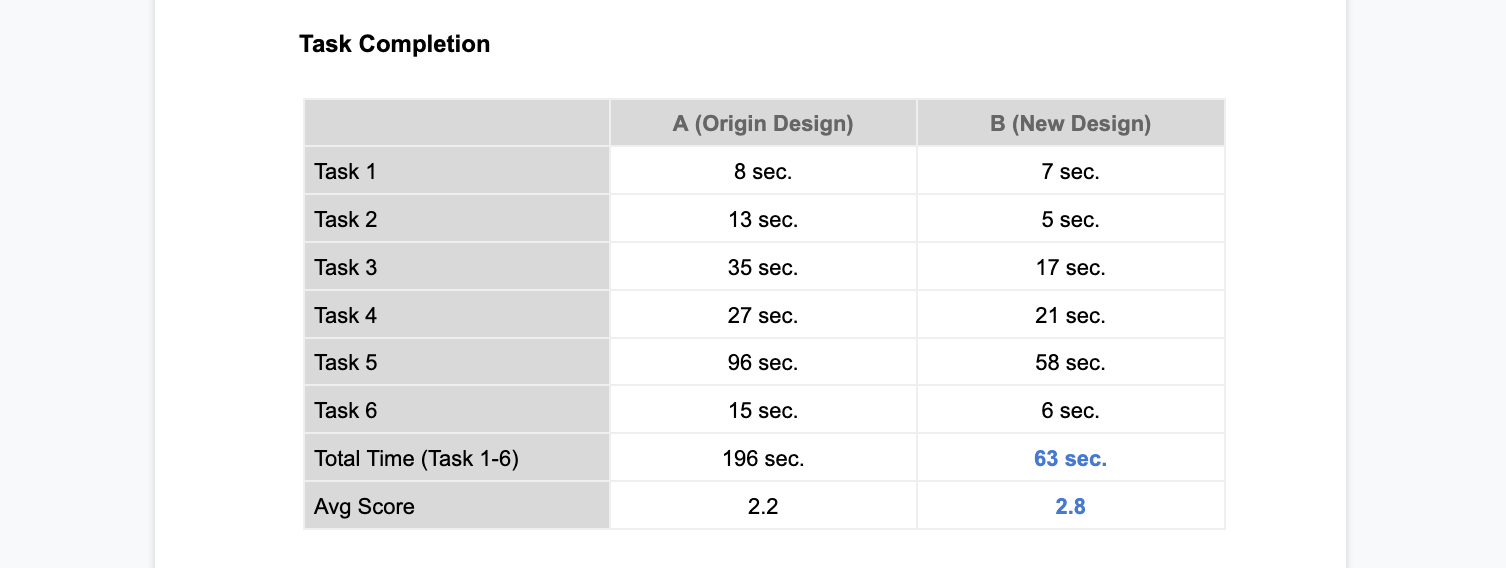 Task Completion
A (Origin Design) B (New Design)
Task 1 8 sec. 7 sec.
Task 2 13 sec. 5 sec.
Task 3 35 sec. 17 sec.
Task 4 27 sec. 21 sec.
Task 5 96 sec. 58 sec.
Task 6 15 sec. 6 sec.
Total Time (Task 1-6) 196 sec. 63 sec.
Avg Score 2.2 2.8